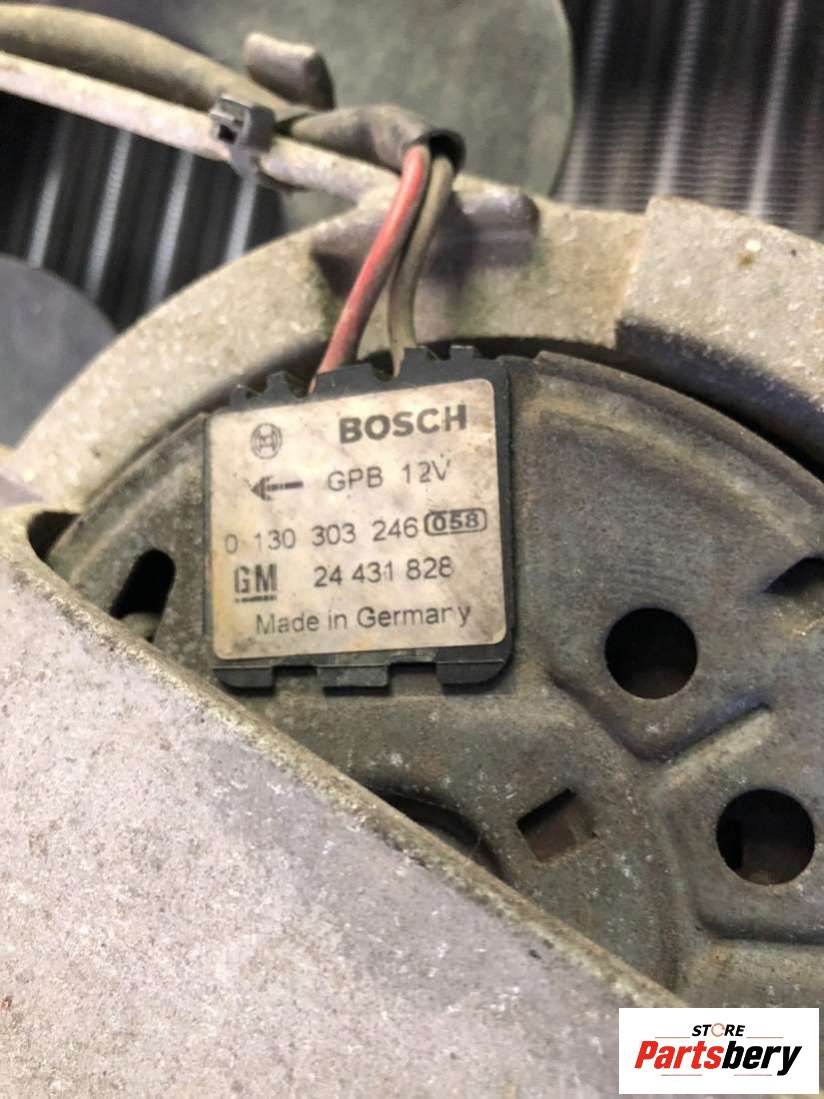 BOSCH
GPB 12V
0 130 303 246 058
GM 24 431 828
Made in Germany
STORE
Partsbery